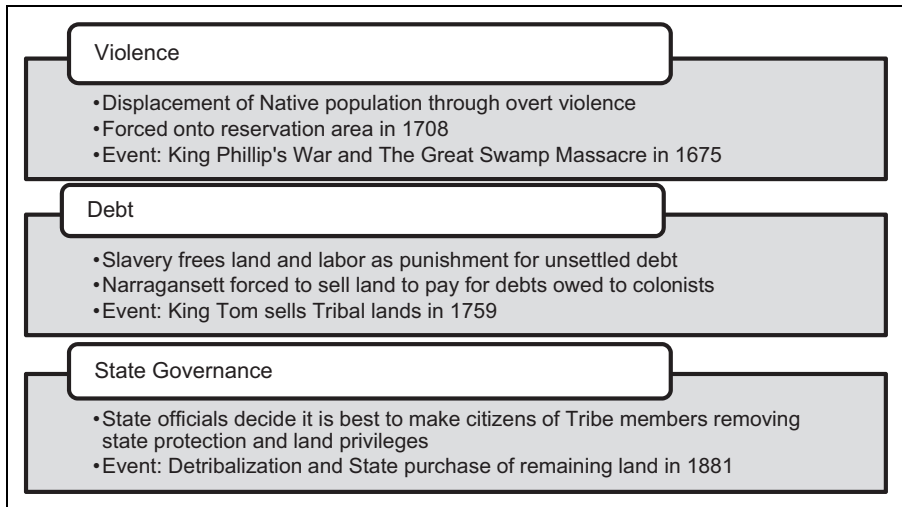 Violence
•Displacement of Native population through overt violence
•Forced onto reservation area in 1708
•Event: King Phillip's War and The Great Swamp Massacre in 1675
Debt
•Slavery frees land and labor as punishment for unsettled debt
•Narragansett forced to sell land to pay for debts owed to colonists
•Event: King Tom sells Tribal lands in 1759
State Governance
•State officials decide it is best to make citizens of Tribe members removing
state protection and land privileges
•Event: Detribalization and State purchase of remaining land in 1881